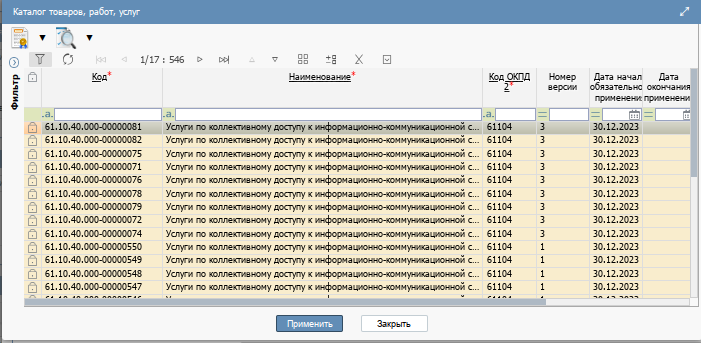 Каталог товаров, работ, услуг
1/17 : 546
Фильтр
Код* Наименование* Код ОКПД 2* Номер версии Дата начал обязательно применени Дата окончани применени
.а. .а. .а. = = =
61.10.40.000-00000081 Услуги по коллективному доступу к информационно-коммуникационной с... 61104 3 30.12.2023
61.10.40.000-00000082 Услуги по коллективному доступу к информационно-коммуникационной с... 61104 3 30.12.2023
61.10.40.000-00000075 Услуги по коллективному доступу к информационно-коммуникационной с... 61104 3 30.12.2023
61.10.40.000-00000071 Услуги по коллективному доступу к информационно-коммуникационной с... 61104 3 30.12.2023
61.10.40.000-00000076 Услуги по коллективному доступу к информационно-коммуникационной с... 61104 3 30.12.2023
61.10.40.000-00000078 Услуги по коллективному доступу к информационно-коммуникационной с... 61104 3 30.12.2023
61.10.40.000-00000079 Услуги по коллективному доступу к информационно-коммуникационной с... 61104 3 30.12.2023
61.10.40.000-00000072 Услуги по коллективному доступу к информационно-коммуникационной с... 61104 3 30.12.2023
61.10.40.000-00000074 Услуги по коллективному доступу к информационно-коммуникационной с... 61104 3 30.12.2023
61.10.40.000-00000550 Услуги по коллективному доступу к информационно-коммуникационной с... 61104 1 30.12.2023
61.10.40.000-00000549 Услуги по коллективному доступу к информационно-коммуникационной с... 61104 1 30.12.2023
61.10.40.000-00000548 Услуги по коллективному доступу к информационно-коммуникационной с... 61104 1 30.12.2023
61.10.40.000-00000547 Услуги по коллективному доступу к информационно-коммуникационной с... 61104 1 30.12.2023
Применить Закрыть